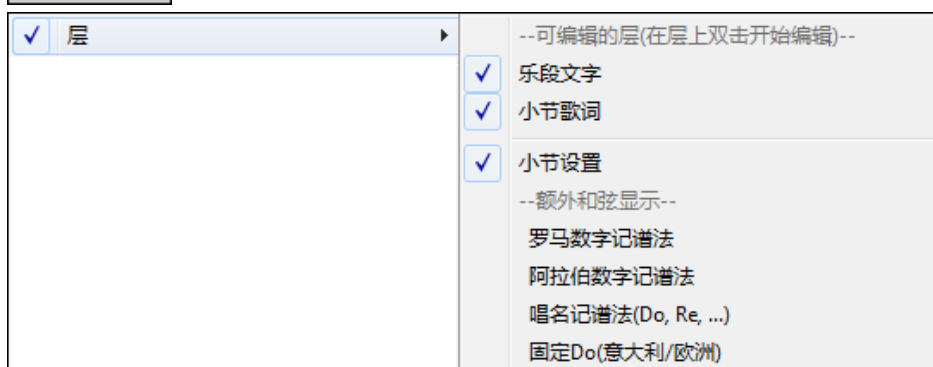 层
--可编辑的层(在层上双击开始编辑)--
乐段文字
小节歌词
小节设置
--额外和弦显示--
罗马数字记谱法
阿拉伯数字记谱法
唱名记谱法(Do, Re, ...)
固定Do(意大利/欧洲)